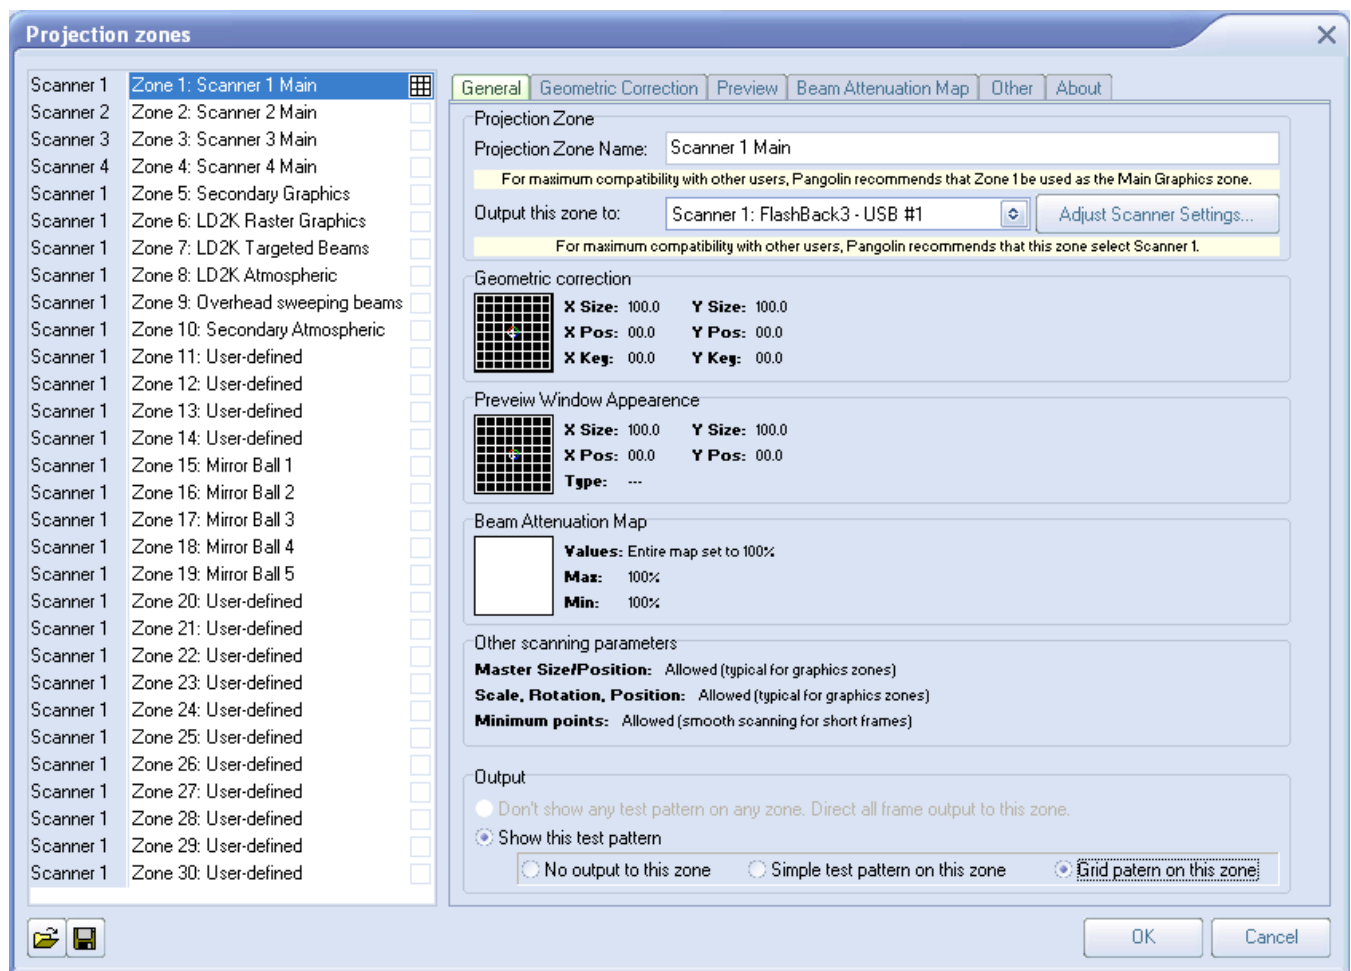 Projection zones
Scanner 1 Zone 1: Scanner 1 Main
Scanner 2 Zone 2: Scanner 2 Main
Scanner 3 Zone 3: Scanner 3 Main
Scanner 4 Zone 4: Scanner 4 Main
Scanner 1 Zone 5: Secondary Graphics
Scanner 1 Zone 6: LD2K Raster Graphics
Scanner 1 Zone 7: LD2K Targeted Beams
Scanner 1 Zone 8: LD2K Atmospheric
Scanner 1 Zone 9: Overhead sweeping beams
Scanner 1 Zone 10: Secondary Atmospheric
Scanner 1 Zone 11: User-defined
Scanner 1 Zone 12: User-defined
Scanner 1 Zone 13: User-defined
Scanner 1 Zone 14: User-defined
Scanner 1 Zone 15: Mirror Ball 1
Scanner 1 Zone 16: Mirror Ball 2
Scanner 1 Zone 17: Mirror Ball 3
Scanner 1 Zone 18: Mirror Ball 4
Scanner 1 Zone 19: Mirror Ball 5
Scanner 1 Zone 20: User-defined
Scanner 1 Zone 21: User-defined
Scanner 1 Zone 22: User-defined
Scanner 1 Zone 23: User-defined
Scanner 1 Zone 24: User-defined
Scanner 1 Zone 25: User-defined
Scanner 1 Zone 26: User-defined
Scanner 1 Zone 27: User-defined
Scanner 1 Zone 28: User-defined
Scanner 1 Zone 29: User-defined
Scanner 1 Zone 30: User-defined
General Geometric Correction Preview Beam Attenuation Map Other About
Projection Zone
Projection Zone Name: Scanner 1 Main
For maximum compatibility with other users, Pangolin recommends that Zone 1 be used as the Main Graphics zone.
Output this zone to: Scanner 1: FlashBack3 - USB #1 Adjust Scanner Settings...
For maximum compatibility with other users, Pangolin recommends that this zone select Scanner 1.
Geometric correction
X Size: 100.0 Y Size: 100.0
X Pos: 00.0 Y Pos: 00.0
X Key: 00.0 Y Key: 00.0
Preveiw Window Appearence
X Size: 100.0 Y Size: 100.0
X Pos: 00.0 Y Pos: 00.0
Type: ---
Beam Attenuation Map
Values: Entire map set to 100%
Max: 100%
Min: 100%
Other scanning parameters
Master Size/Position: Allowed (typical for graphics zones)
Scale, Rotation, Position: Allowed (typical for graphics zones)
Minimum points: Allowed (smooth scanning for short frames)
Output
Don't show any test pattern on any zone. Direct all frame output to this zone.
Show this test pattern
No output to this zone Simple test pattern on this zone Grid patern on this zone
OK Cancel